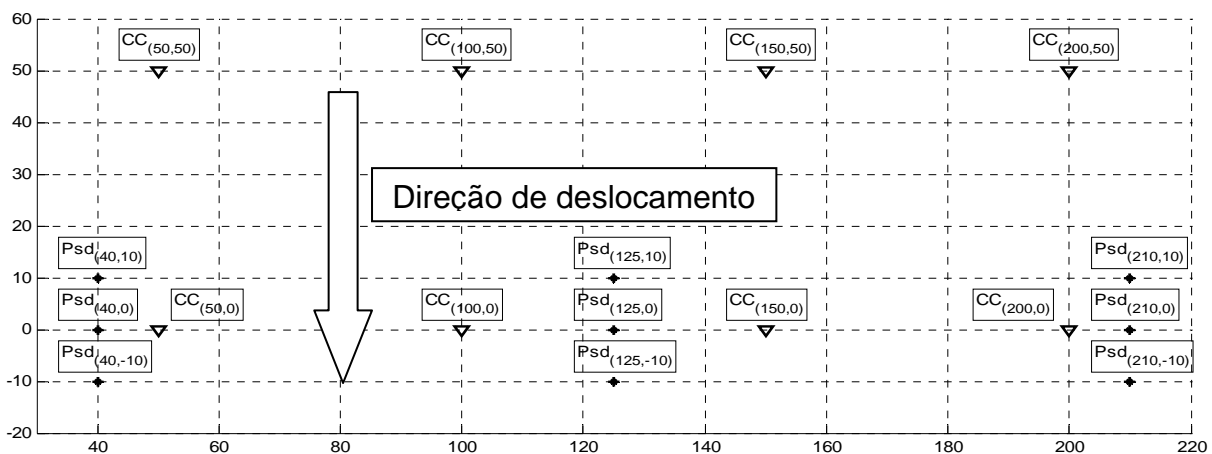 60
CC(50,50) CC(100,50) CC(150,50) CC(200,50)
50
40
30
Direção de deslocamento
20
Psd(40,10) Psd(125,10) Psd(210,10)
10
Psd(40,0) CC(50,0) CC(100,0) Psd(125,0) CC(150,0) CC(200,0) Psd(210,0)
0
Psd(40,-10) Psd(125,-10) Psd(210,-10)
-10
-20
40 60 80 100 120 140 160 180 200 220